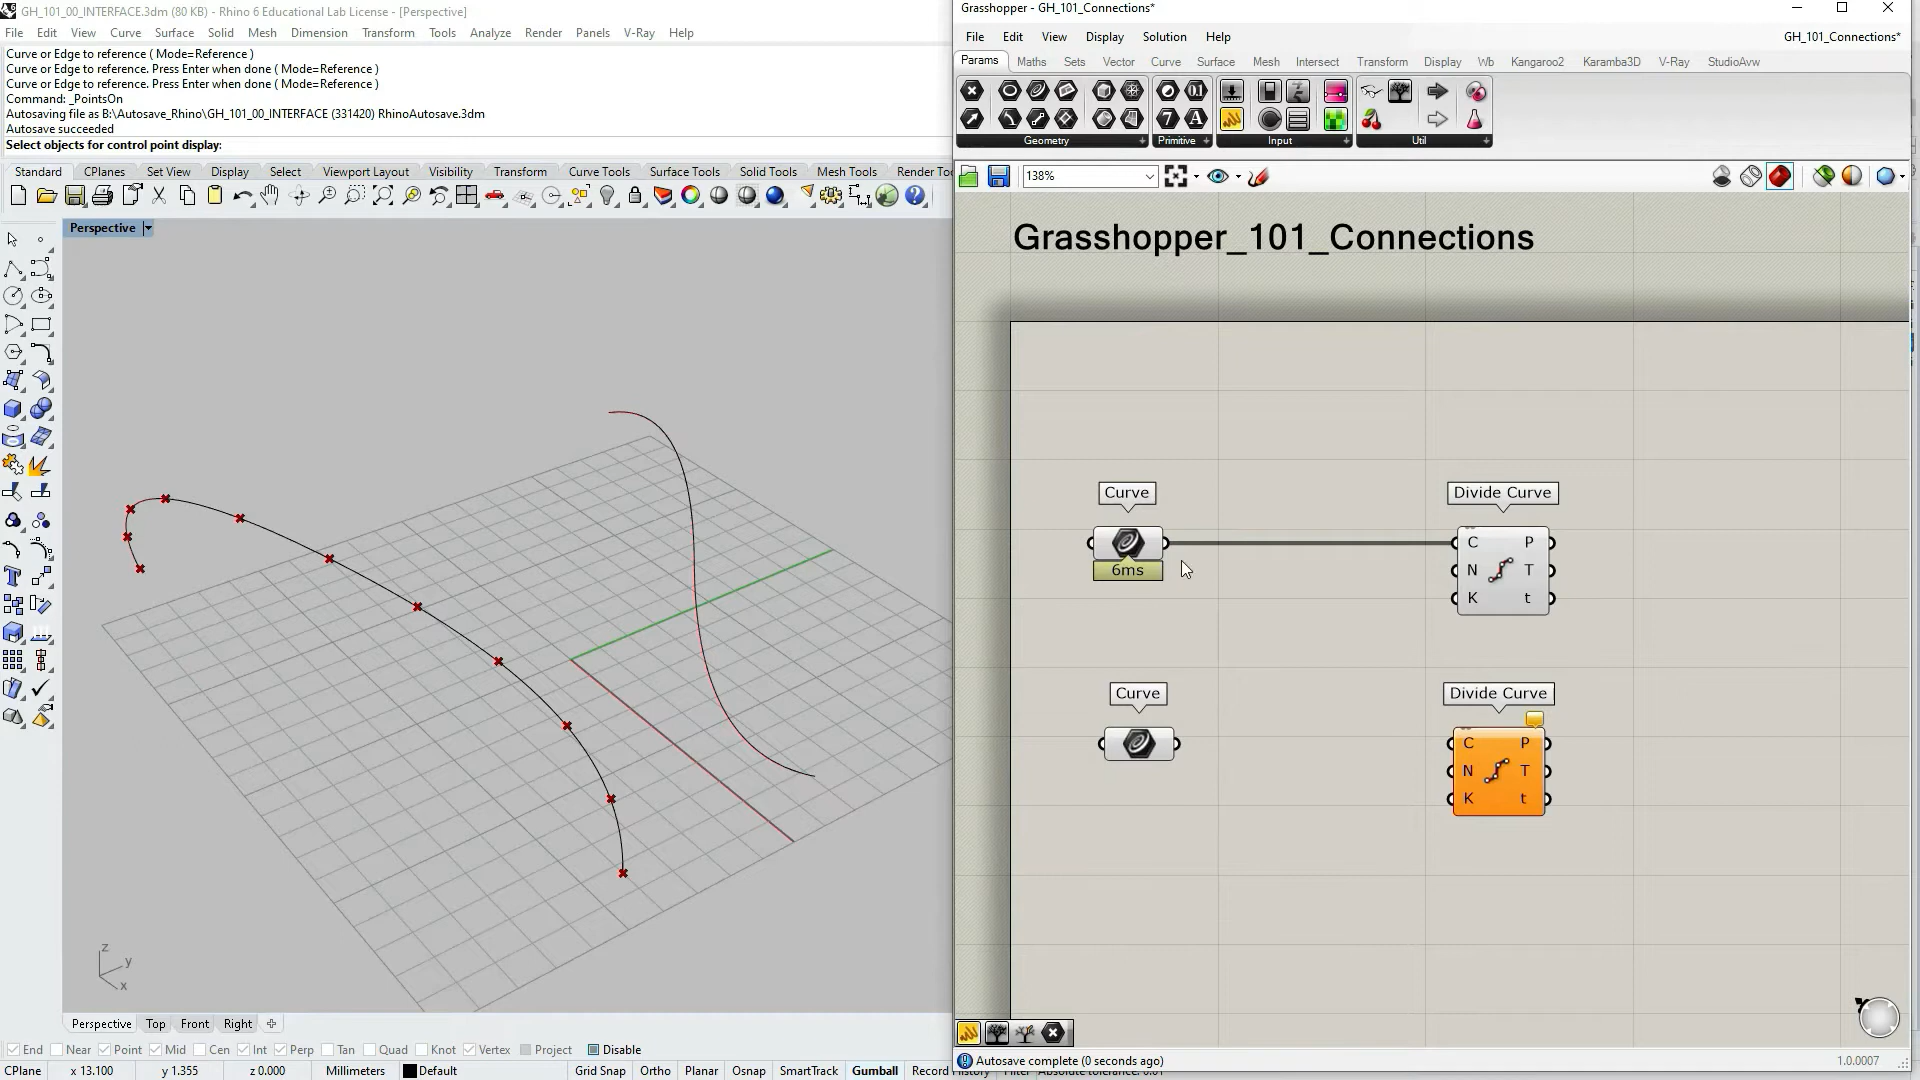 GH_101_00_INTERFACE.3dm (80 KB) - Rhino 6 Educational Lab License - [Perspective]
File Edit View Curve Surface Solid Mesh Dimension Transform Tools Analyze Render Panels V-Ray Help
Curve or Edge to reference ( Mode=Reference )
Curve or Edge to reference. Press Enter when done ( Mode=Reference )
Curve or Edge to reference. Press Enter when done ( Mode=Reference )
Command: _PointsOn
Autosaving file as B:\Autosave_Rhino\GH_101_00_INTERFACE (331420) RhinoAutosave.3dm
Autosave succeeded
Select objects for control point display:
Standard CPlanes Set View Display Select Viewport Layout Visibility Transform Curve Tools Surface Tools Solid Tools Mesh Tools Render Too
Perspective
z
y
x
Perspective Top Front Right
End Near Point Mid Cen Int Perp Tan Quad Knot Vertex Project Disable
CPlane x 13.100 y 1.355 z 0.000 Millimeters Default Grid Snap Ortho Planar Osnap SmartTrack Gumball Record History Filter Absolute tolerance: 0.01
Grasshopper - GH_101_Connections*
File Edit View Display Solution Help GH_101_Connections*
Params Maths Sets Vector Curve Surface Mesh Intersect Transform Display Wb Kangaroo2 Karamba3D V-Ray StudioAvw
Geometry Primitive Input Util
138%
Grasshopper_101_Connections
Curve Divide Curve
C P
6ms N T
K t
Curve Divide Curve
C P
N T
K t
Autosave complete (0 seconds ago) 1.0.0007